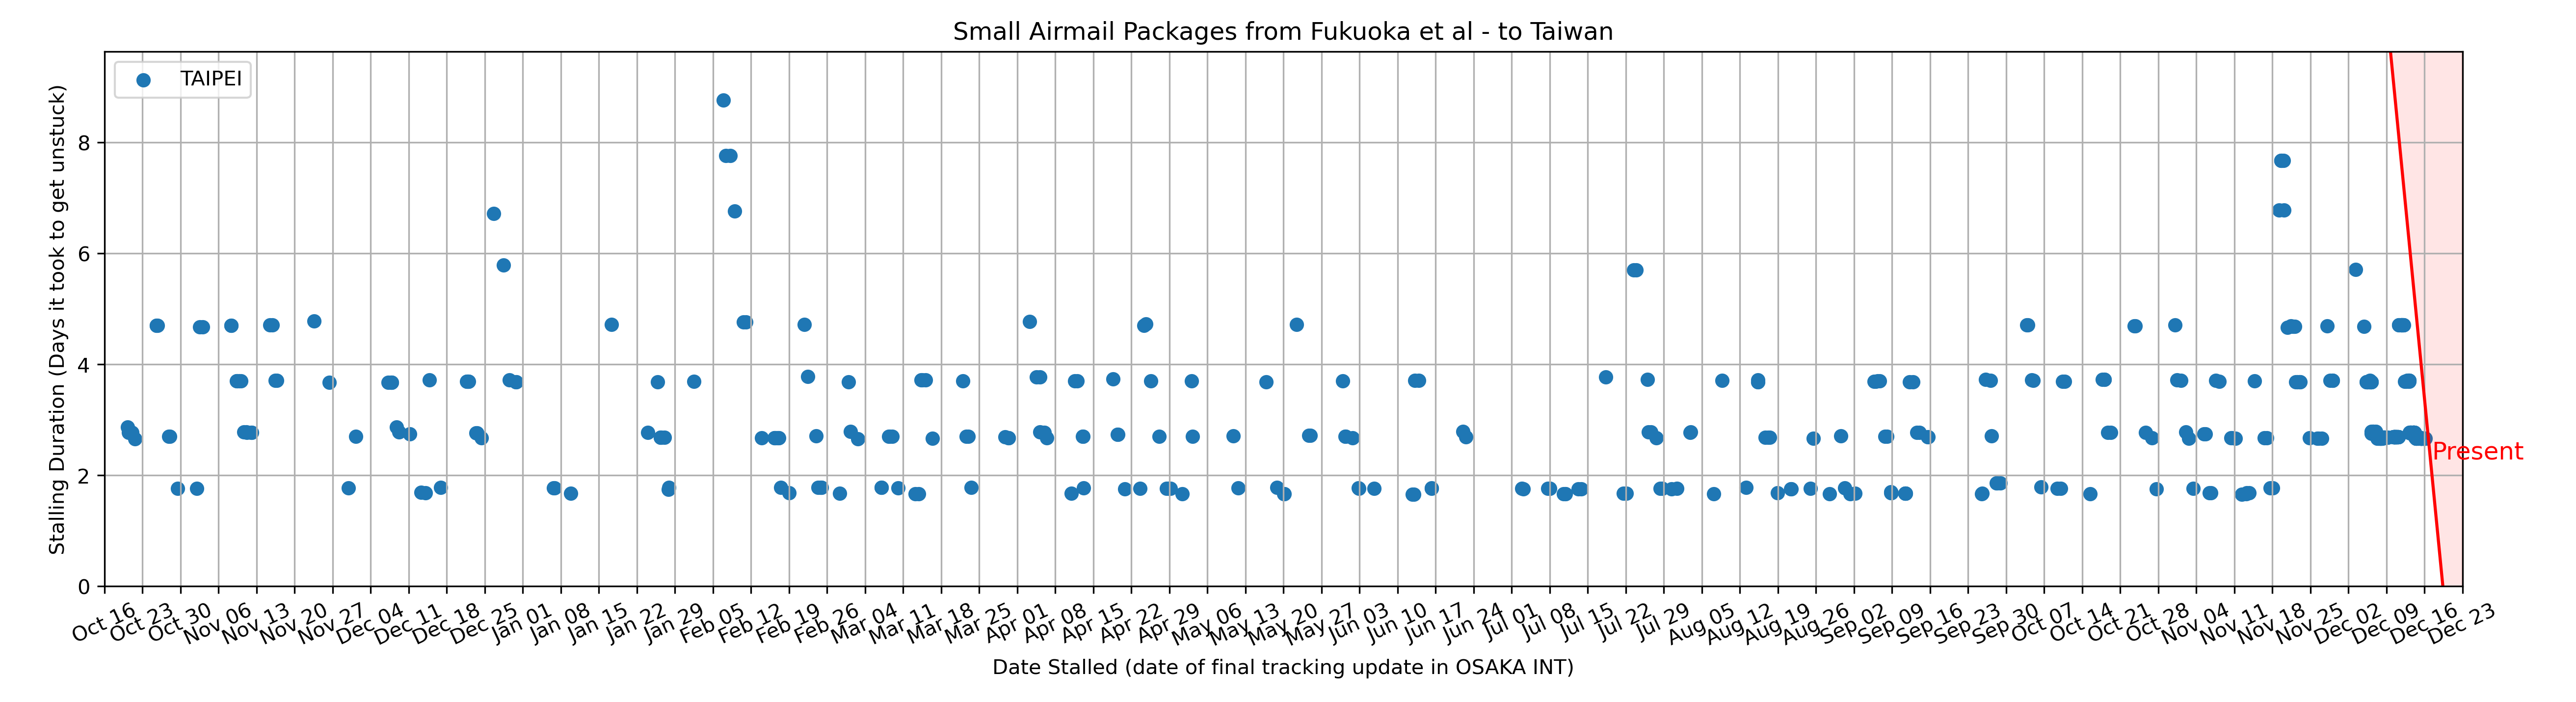 Small Airmail Packages from Fukuoka et al - to Taiwan
TAIPEI
Stalling Duration (Days it took to get unstuck)
8
6
4
2
0
Present
Oct 16
Oct 23
Oct 30
Nov 06
Nov 13
Nov 20
Nov 27
Dec 04
Dec 11
Dec 18
Dec 25
Jan 01
Jan 08
Jan 15
Jan 22
Jan 29
Feb 05
Feb 12
Feb 19
Feb 26
Mar 04
Mar 11
Mar 18
Mar 25
Apr 01
Apr 08
Apr 15
Apr 22
Apr 29
May 06
May 13
May 20
May 27
Jun 03
Jun 10
Jun 17
Jun 24
Jul 01
Jul 08
Jul 15
Jul 22
Jul 29
Aug 05
Aug 12
Aug 19
Aug 26
Sep 02
Sep 09
Sep 16
Sep 23
Sep 30
Oct 07
Oct 14
Oct 21
Oct 28
Nov 04
Nov 11
Nov 18
Nov 25
Dec 02
Dec 09
Dec 16
Dec 23
Date Stalled (date of final tracking update in OSAKA INT)